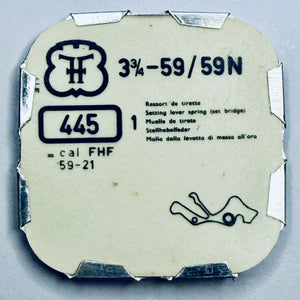 3¾-59/59N
445 1
Ressort de tirette
Setting lever spring (set bridge)
Muelle de tirete
Stellhebelfeder
Molla della levetta di messa all'ora
= cal FHF
59-21